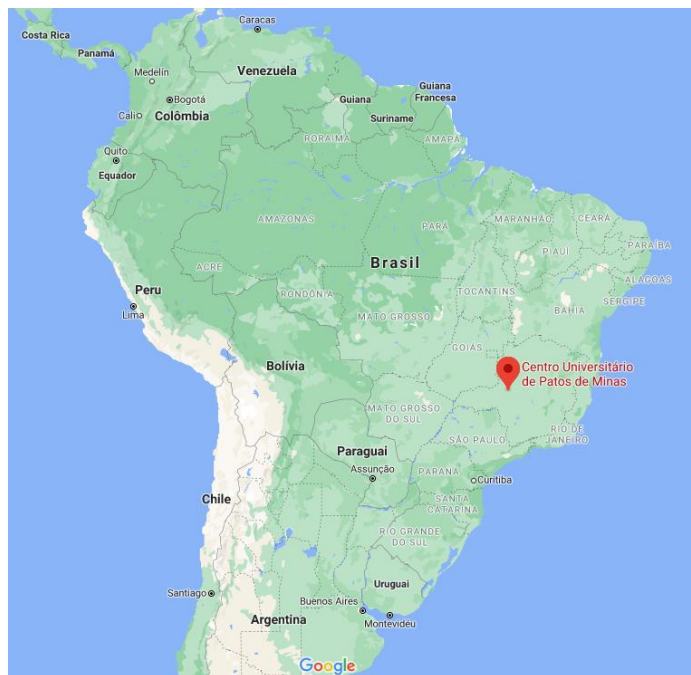 Caracas
Costa Rica
Panamá
Medelín
Venezuela
Bogotá
Guiana
Guiana
Francesa
Cali
Colômbia
Suriname
RORAIMA
AMAPÁ
Quito
Equador
AMAZONAS
PARÁ
MARANHÃO
CEARÁ
PARAÍBA
PIAUÍ
Brasil
ACRE
ALAGOAS
Peru
RONDÔNIA
TOCANTINS
SERGIPE
Lima
MATO GROSSO
BAHIA
GOIÁS
Bolívia
Centro Universitário
de Patos de Minas
MATO GROSSO
DO SUL
RIO DE
JANEIRO
SÃO PAULO
Paraguai
Assunção
PARANÁ
Curitiba
Chile
SANTA
CATARINA
RIO GRANDE
DO SUL
Uruguai
Santiago
Buenos Aires
Argentina
Montevidéu
Google